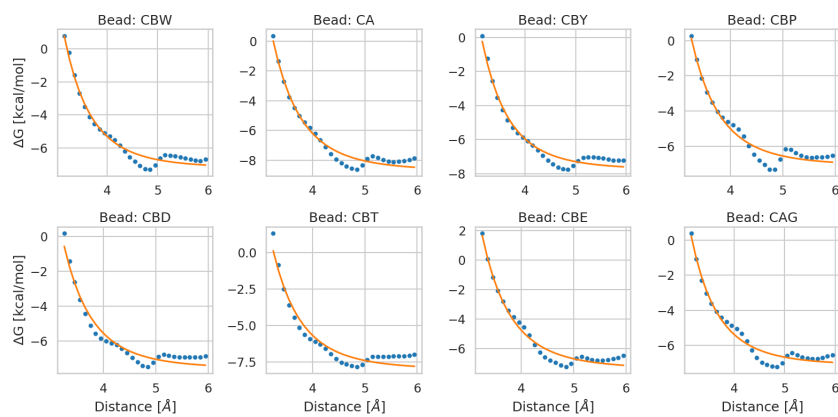 Bead: CBW Bead: CA Bead: CBY Bead: CBP
ΔG [kcal/mol]
0 −2 −4 −6
4 5 6
0 −2 −4 −6 −8
4 5 6
0 −2 −4 −6 −8
4 5 6
0 −2 −4 −6
4 5 6
Bead: CBD Bead: CBT Bead: CBE Bead: CAG
ΔG [kcal/mol]
0 −2 −4 −6
4 5 6
0.0 −2.5 −5.0 −7.5
4 5 6
2 0 −2 −4 −6
4 5 6
0 −2 −4 −6
4 5 6
Distance [Å] Distance [Å] Distance [Å] Distance [Å]